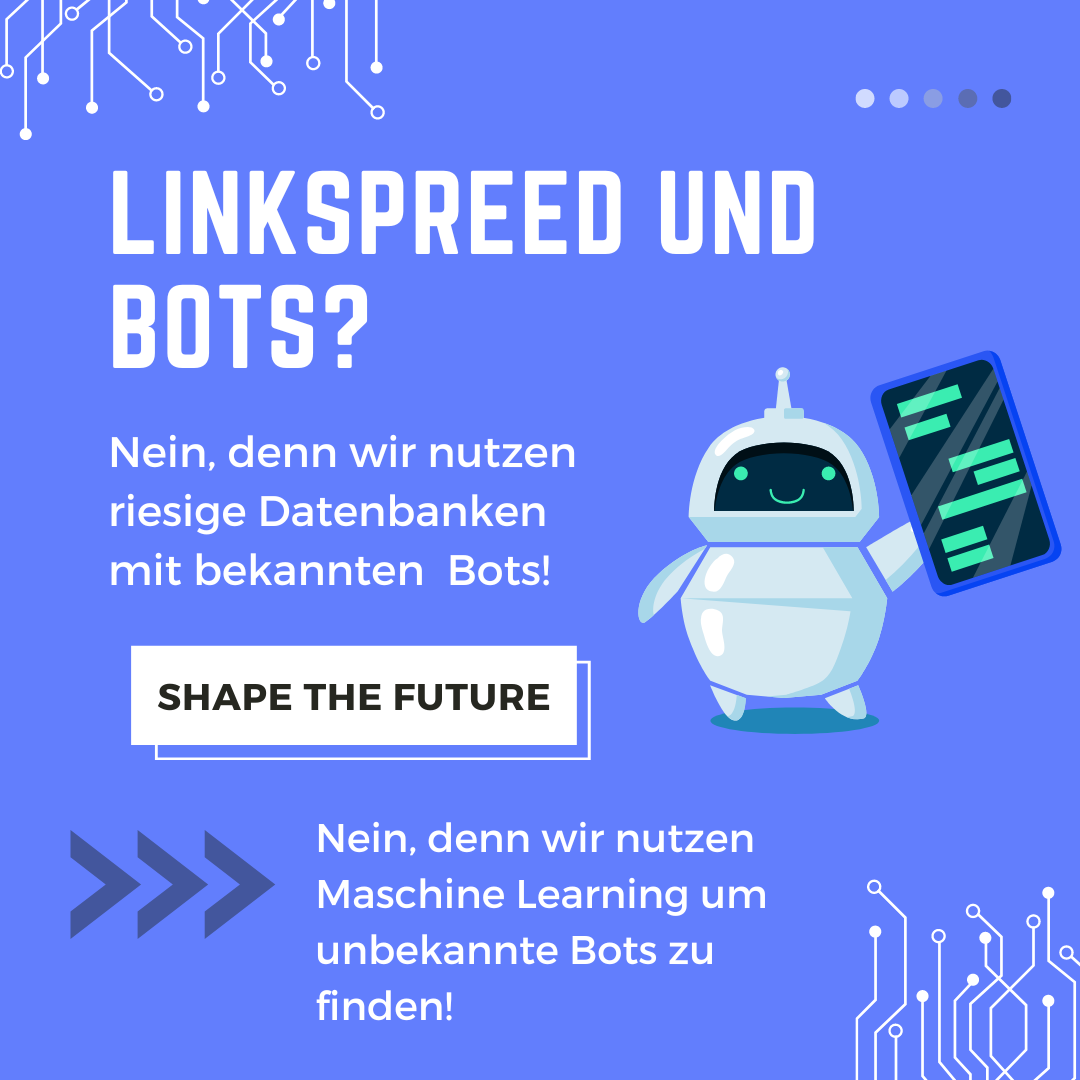 LINKSPREED UND
BOTS?
Nein, denn wir nutzen
riesige Datenbanken
mit bekannten Bots!
SHAPE THE FUTURE
Nein, denn wir nutzen
Maschine Learning um
unbekannte Bots zu
finden!